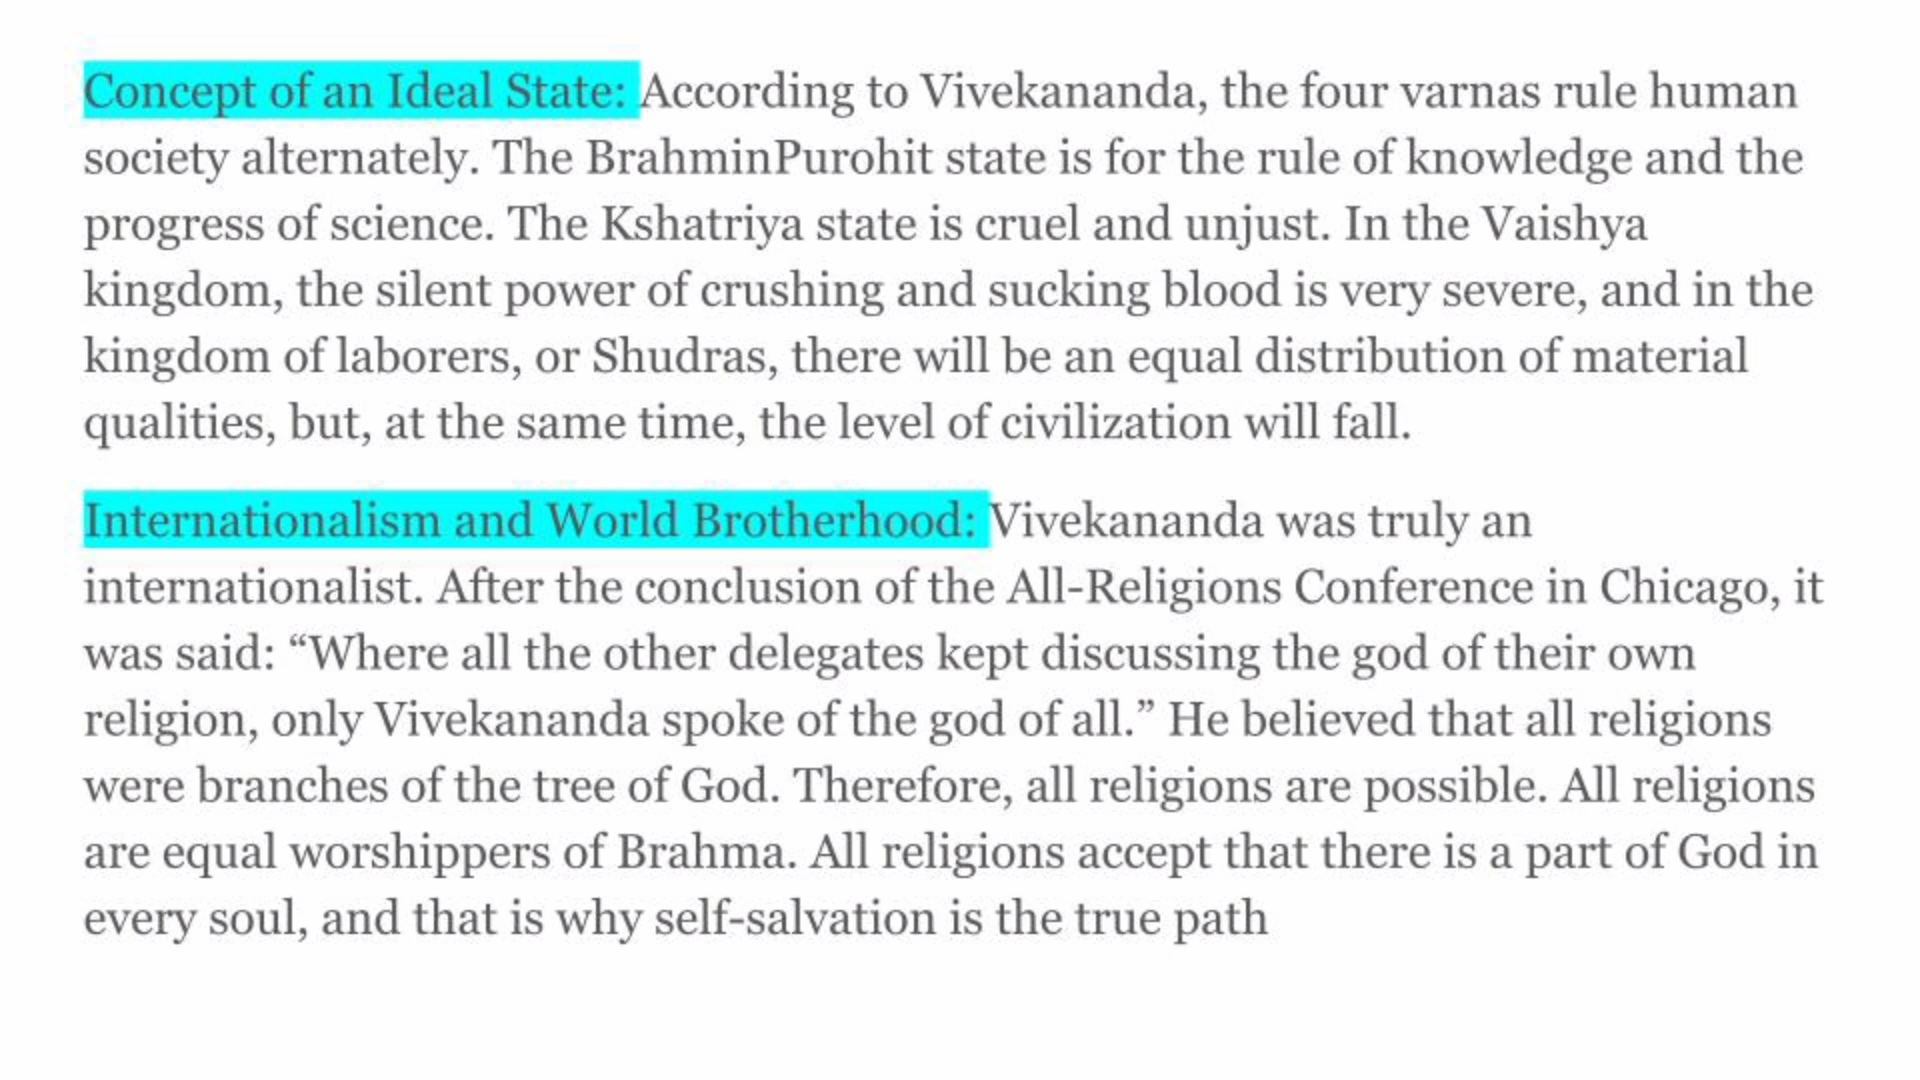 Concept of an Ideal State: According to Vivekananda, the four varnas rule human
society alternately. The BrahminPurohit state is for the rule of knowledge and the
progress of science. The Kshatriya state is cruel and unjust. In the Vaishya
kingdom, the silent power of crushing and sucking blood is very severe, and in the
kingdom of laborers, or Shudras, there will be an equal distribution of material
qualities, but, at the same time, the level of civilization will fall.
Internationalism and World Brotherhood: Vivekananda was truly an
internationalist. After the conclusion of the All-Religions Conference in Chicago, it
was said: “Where all the other delegates kept discussing the god of their own
religion, only Vivekananda spoke of the god of all.” He believed that all religions
were branches of the tree of God. Therefore, all religions are possible. All religions
are equal worshippers of Brahma. All religions accept that there is a part of God in
every soul, and that is why self-salvation is the true path